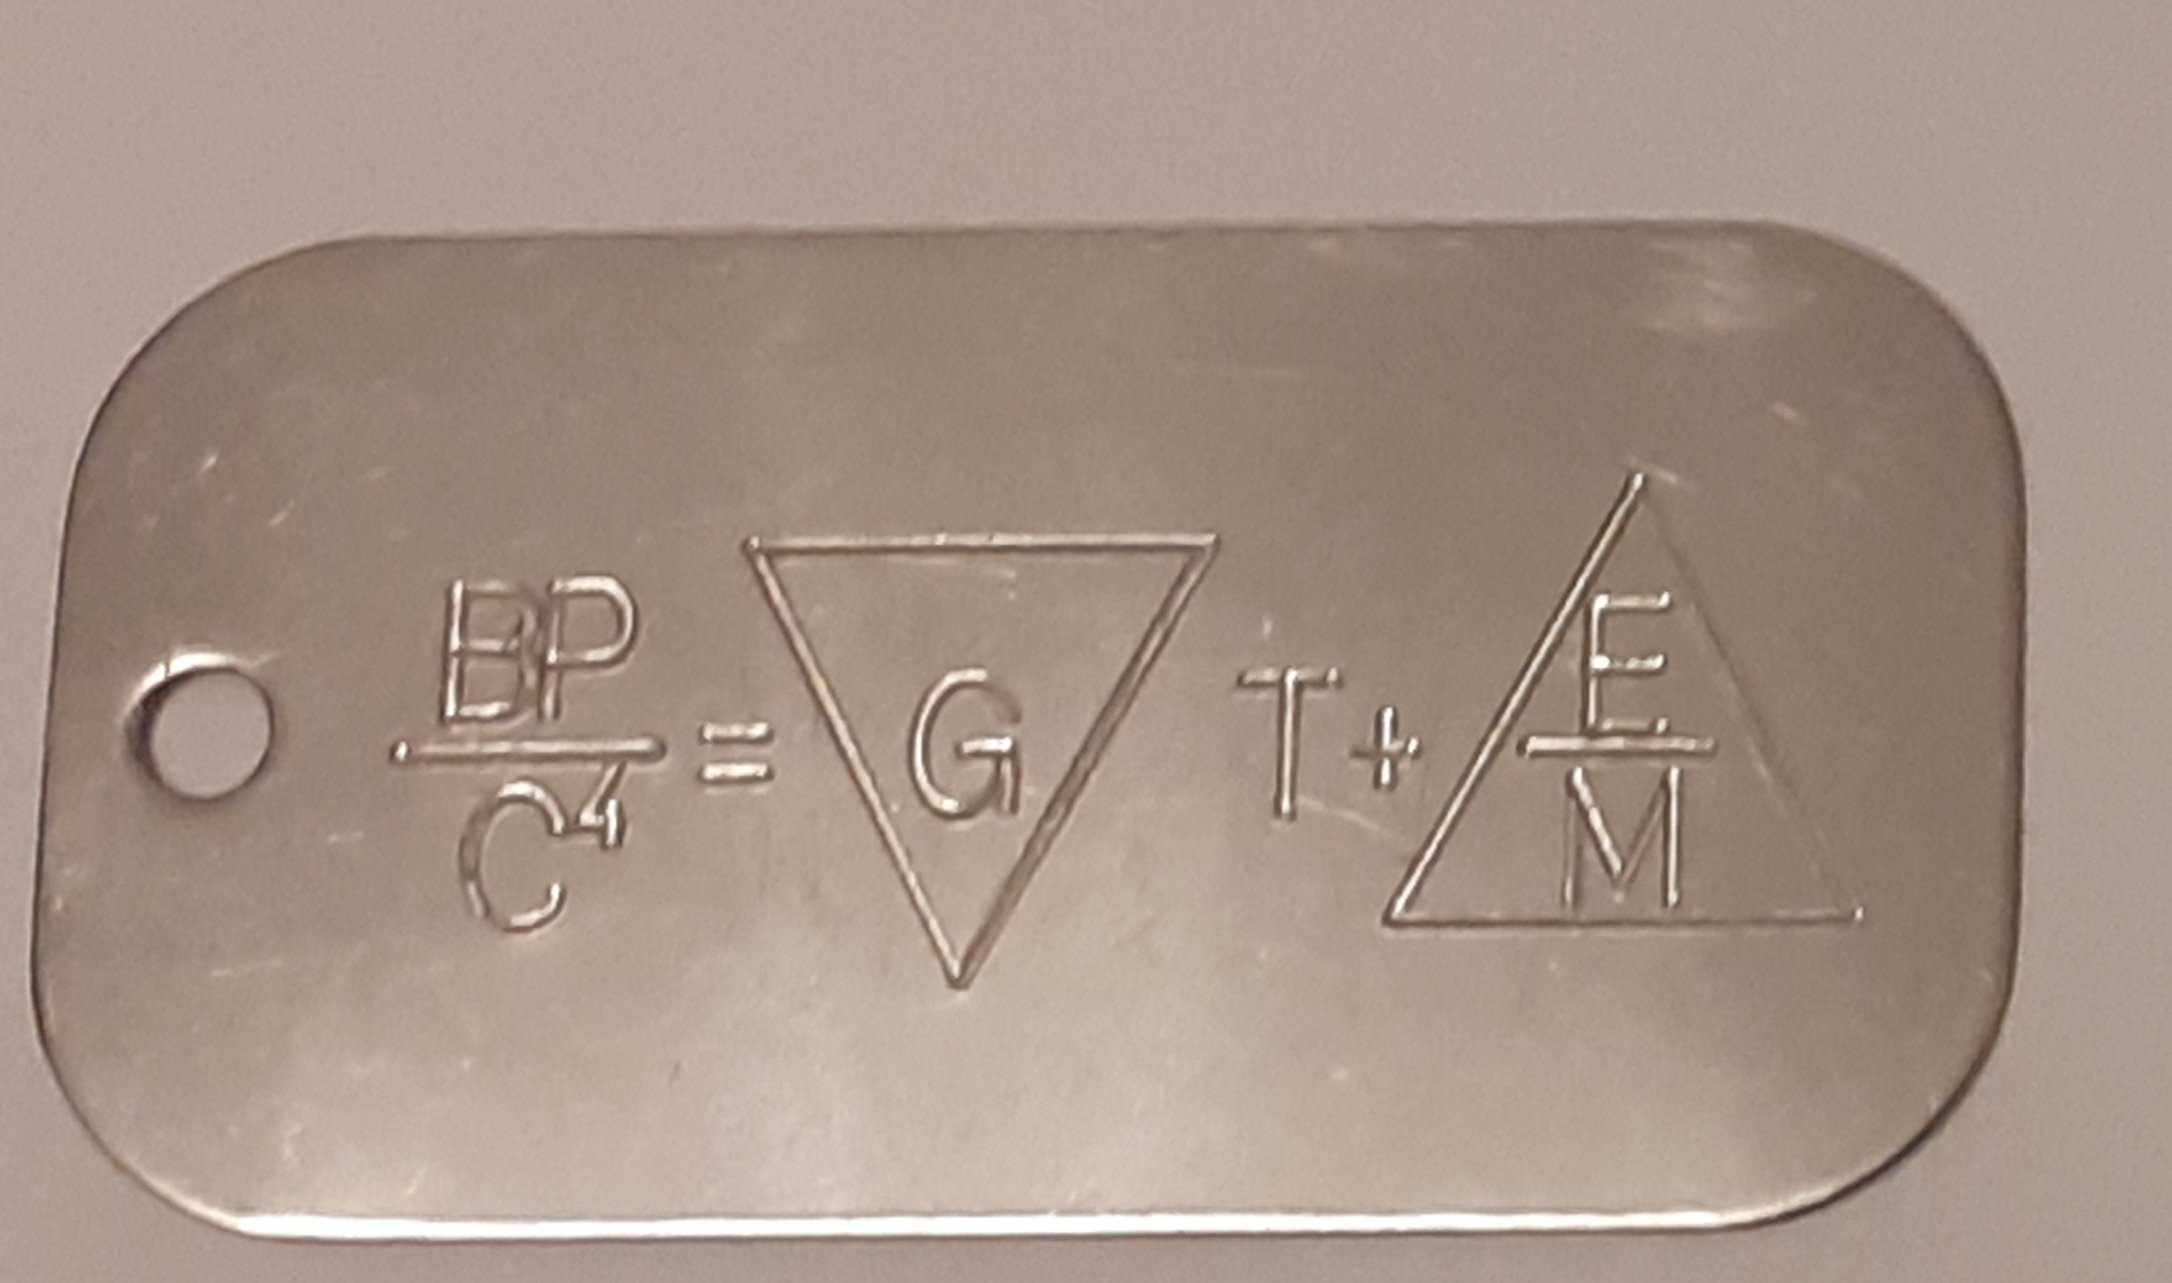 BP/C⁴ = ▽G T + △E/M